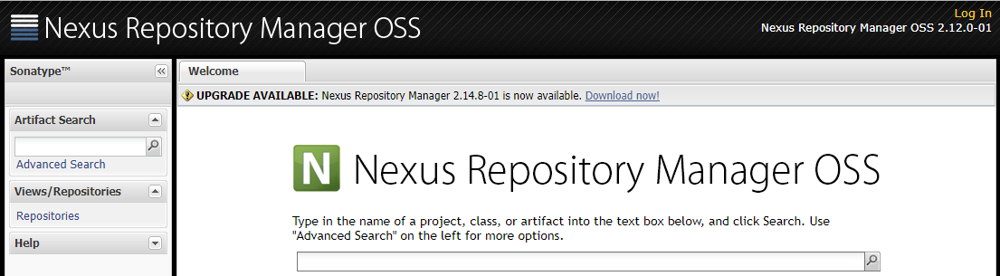 Nexus Repository Manager OSS
Log In
Nexus Repository Manager OSS 2.12.0-01
Sonatype™
Welcome
UPGRADE AVAILABLE: Nexus Repository Manager 2.14.8-01 is now available. Download now!
Artifact Search
Advanced Search
Views/Repositories
Repositories
Help
N Nexus Repository Manager OSS
Type in the name of a project, class, or artifact into the text box below, and click Search. Use
"Advanced Search" on the left for more options.